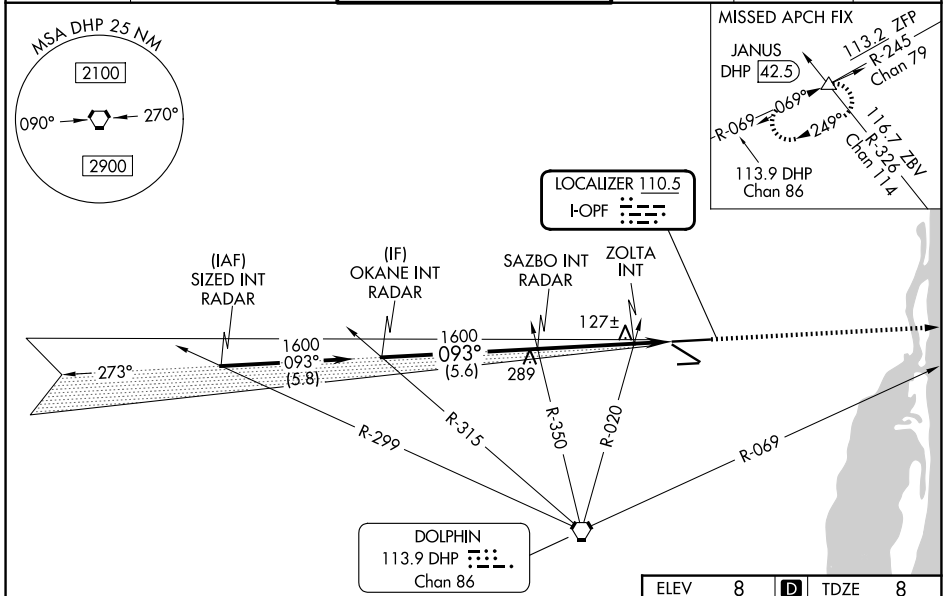 MSA DHP 25 NM
2100
090°
270°
2900
MISSED APCH FIX
JANUS
DHP 42.5
113.2 ZFP
R-245
Chan 79
R-069
069°
249°
116.7 ZBV
R-326
Chan 114
113.9 DHP
Chan 86
LOCALIZER 110.5
I-OPF
(IAF)
SIZED INT
RADAR
(IF)
OKANE INT
RADAR
SAZBO INT
RADAR
ZOLTA
INT
127±
1600
093°
(5.8)
1600
093°
(5.6)
289
273°
R-299
R-315
R-350
R-020
R-069
DOLPHIN
113.9 DHP
Chan 86
ELEV 8 D TDZE 8